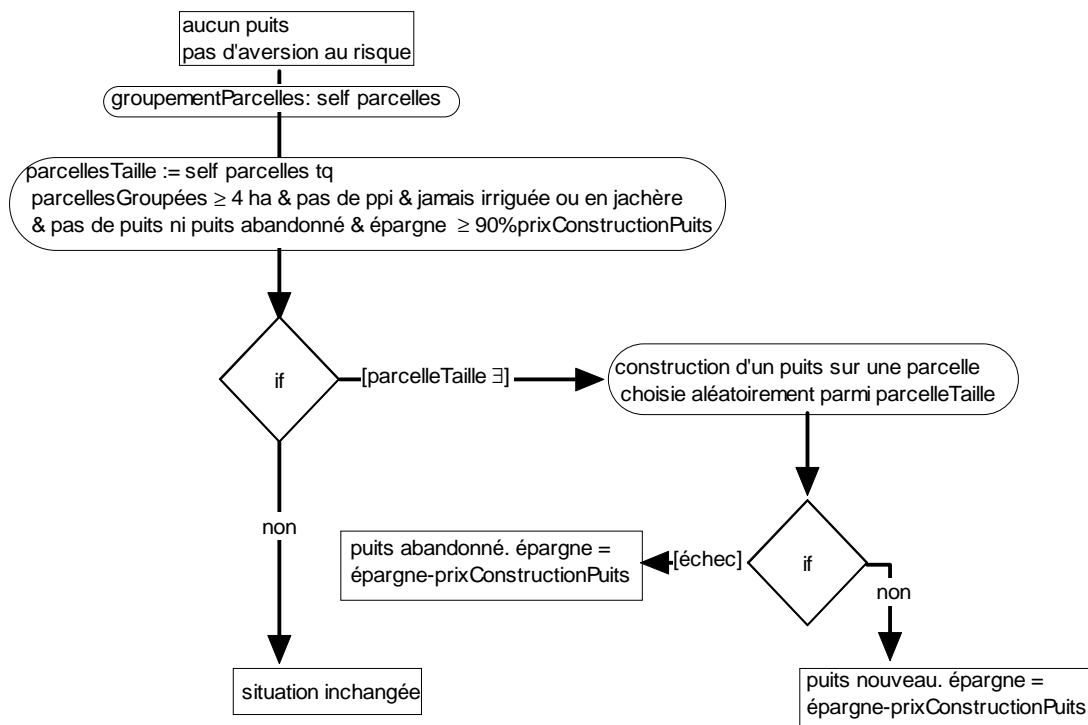 aucun puits
pas d'aversion au risque
groupementParcelles: self parcelles
parcellesTaille := self parcelles tq
parcellesGroupées ≥ 4 ha & pas de ppi & jamais irriguée ou en jachère
& pas de puits ni puits abandonné & épargne ≥ 90%prixConstructionPuits
if
[parcelleTaille ∃]
construction d'un puits sur une parcelle
choisie aléatoirement parmi parcelleTaille
non
puits abandonné. épargne =
épargne-prixConstructionPuits
[échec]
if
non
situation inchangée
puits nouveau. épargne =
épargne-prixConstructionPuits